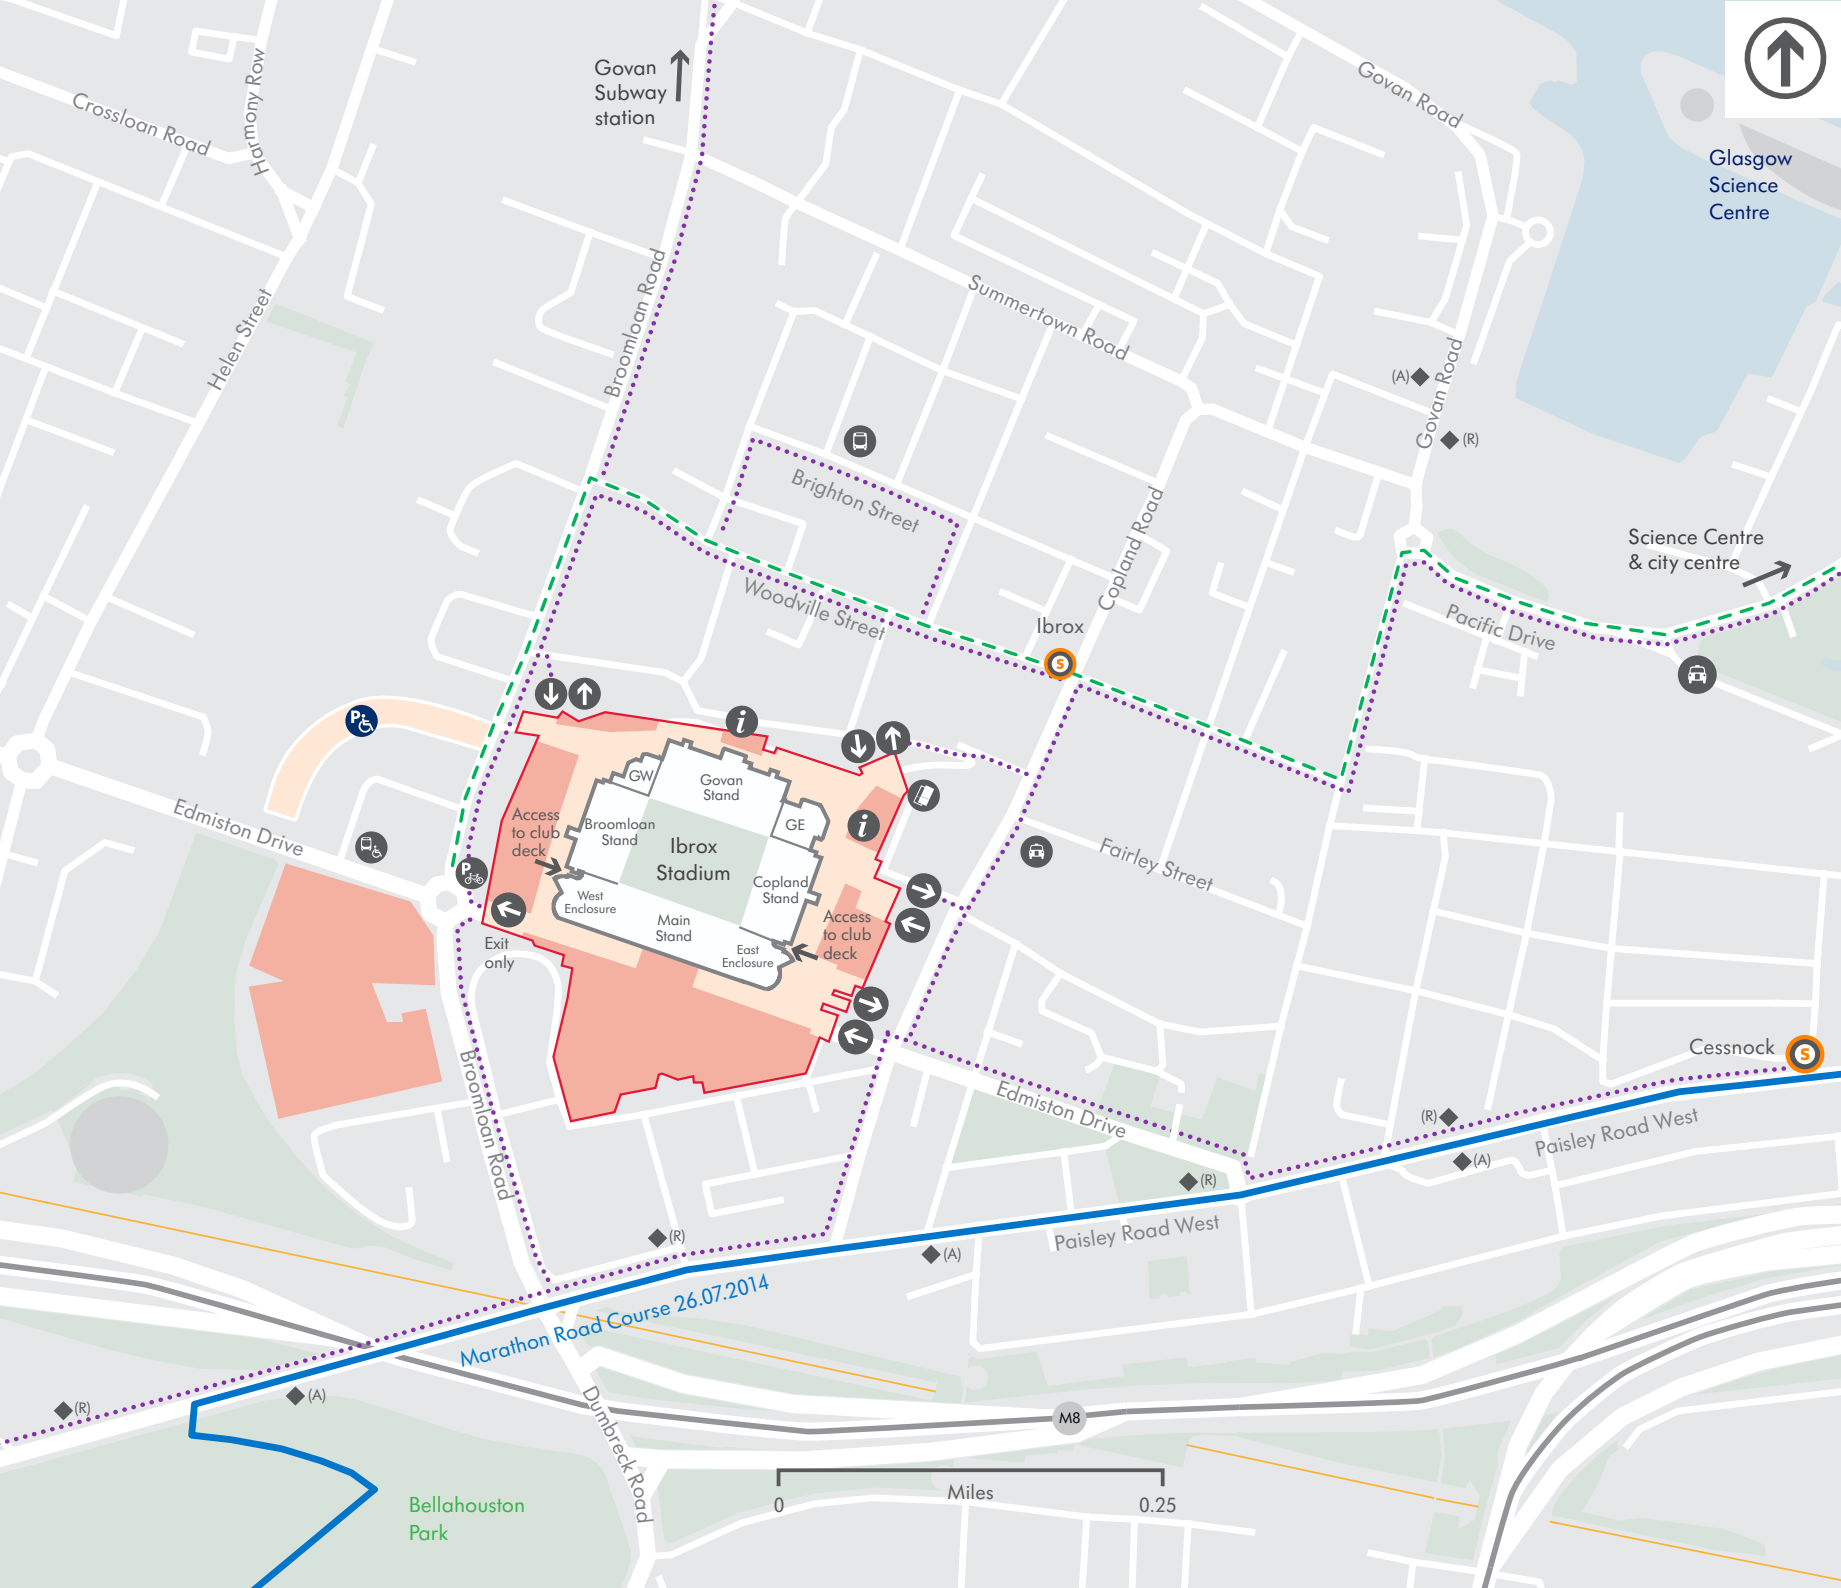 Govan
Subway
station
Crossloan Road
Harmony Row
Govan Road
Glasgow
Science
Centre
Helen Street
Broomloan Road
Summertown Road
(A)
Govan Road
(R)
Brighton Street
Copland Road
Science Centre
& city centre
Woodville Street
Ibrox
S
Pacific Drive
P
i
Edmiston Drive
GW
Govan
Stand
Access
to club
deck
Broomloan
Stand
GE
i
Ibrox
Stadium
Fairley Street
P
West
Enclosure
Copland
Stand
Main
Stand
Access
to club
deck
East
Enclosure
Exit
only
Cessnock
S
Broomloan Road
Edmiston Drive
(R)
Paisley Road West
(A)
(R)
(R)
Paisley Road West
(A)
Marathon Road Course 26.07.2014
(A)
(R)
Dumbreck Road
M8
Miles
0
0.25
Bellahouston
Park